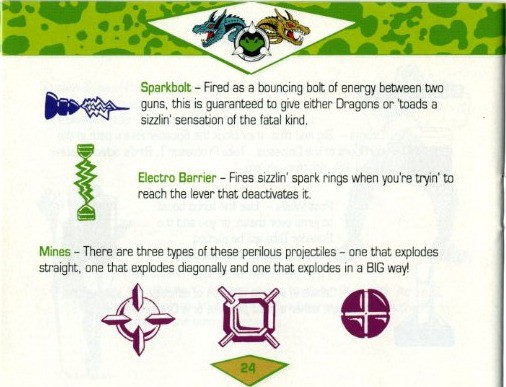 Sparkbolt – Fired as a bouncing bolt of energy between two
guns, this is guaranteed to give either Dragons or 'toads a
sizzlin' sensation of the fatal kind.
Electro Barrier – Fires sizzlin' spark rings when you're tryin' to
reach the lever that deactivates it.
Mines – There are three types of these perilous projectiles – one that explodes
straight, one that explodes diagonally and one that explodes in a BIG way!
24